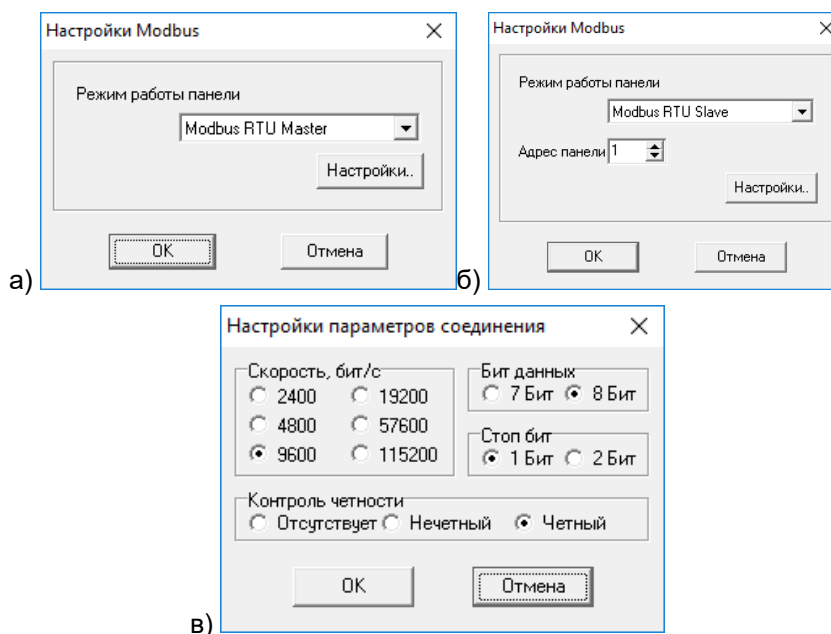 Настройки Modbus
Режим работы панели
Modbus RTU Master
Настройки..
OK Отмена
а)
Настройки Modbus
Режим работы панели
Modbus RTU Slave
Адрес панели 1
Настройки..
OK Отмена
б)
Настройки параметров соединения
Скорость, бит/с
2400 19200
4800 57600
9600 115200
Бит данных
7 Бит 8 Бит
Стоп бит
1 Бит 2 Бит
Контроль четности
Отсутствует Нечетный Четный
OK Отмена
в)